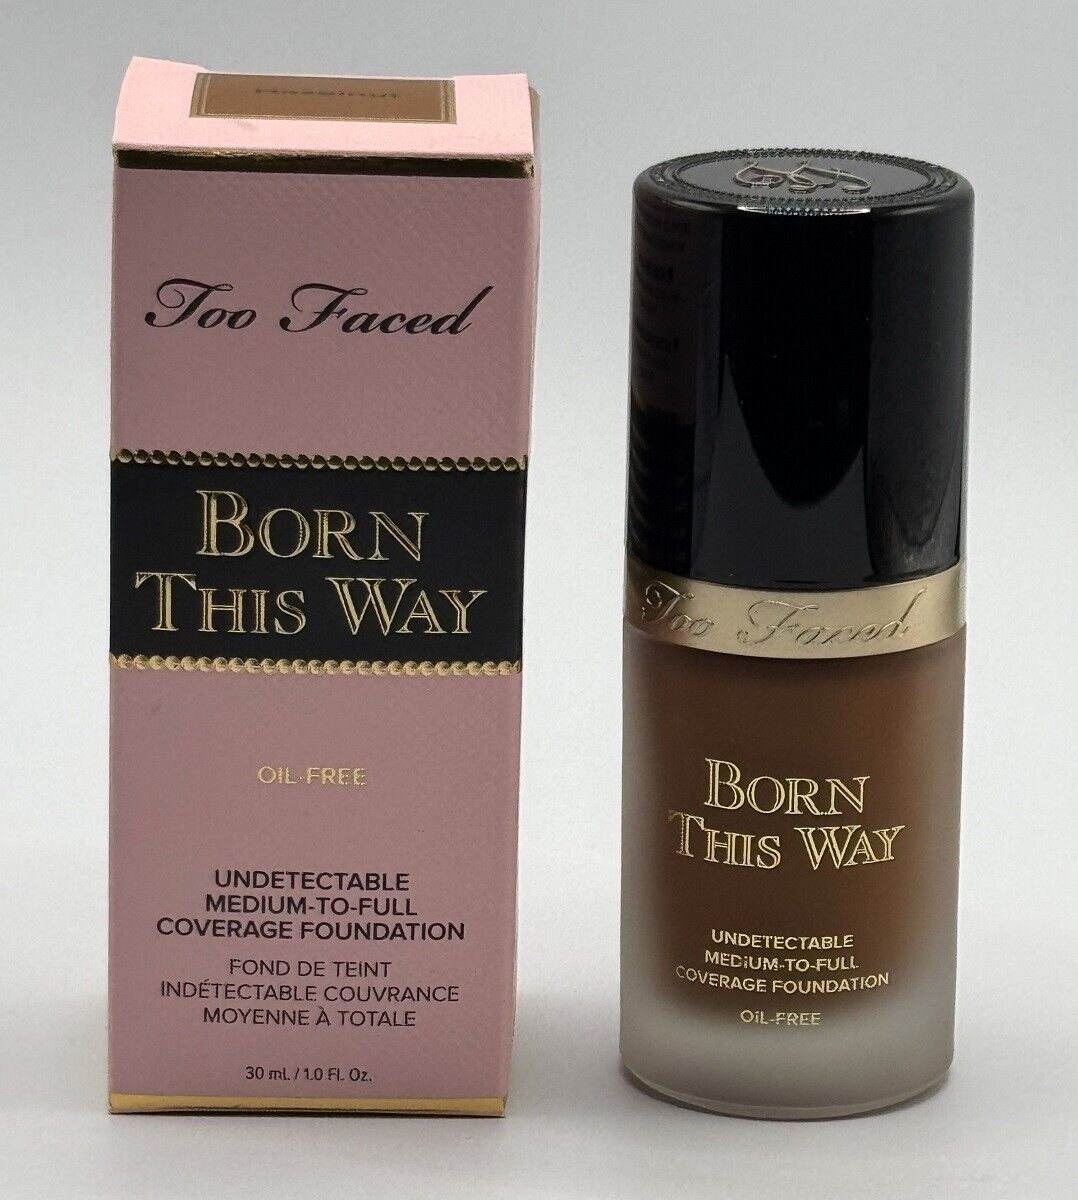 Hazelnut
Too Faced
BORN
THIS WAY
OIL-FREE
UNDETECTABLE
MEDIUM-TO-FULL
COVERAGE FOUNDATION
FOND DE TEINT
INDÉTECTABLE COUVRANCE
MOYENNE À TOTALE
30 mL / 1.0 FL. OZ.
Too Faced
BORN
THIS WAY
UNDETECTABLE
MEDIUM-TO-FULL
COVERAGE FOUNDATION
OIL-FREE